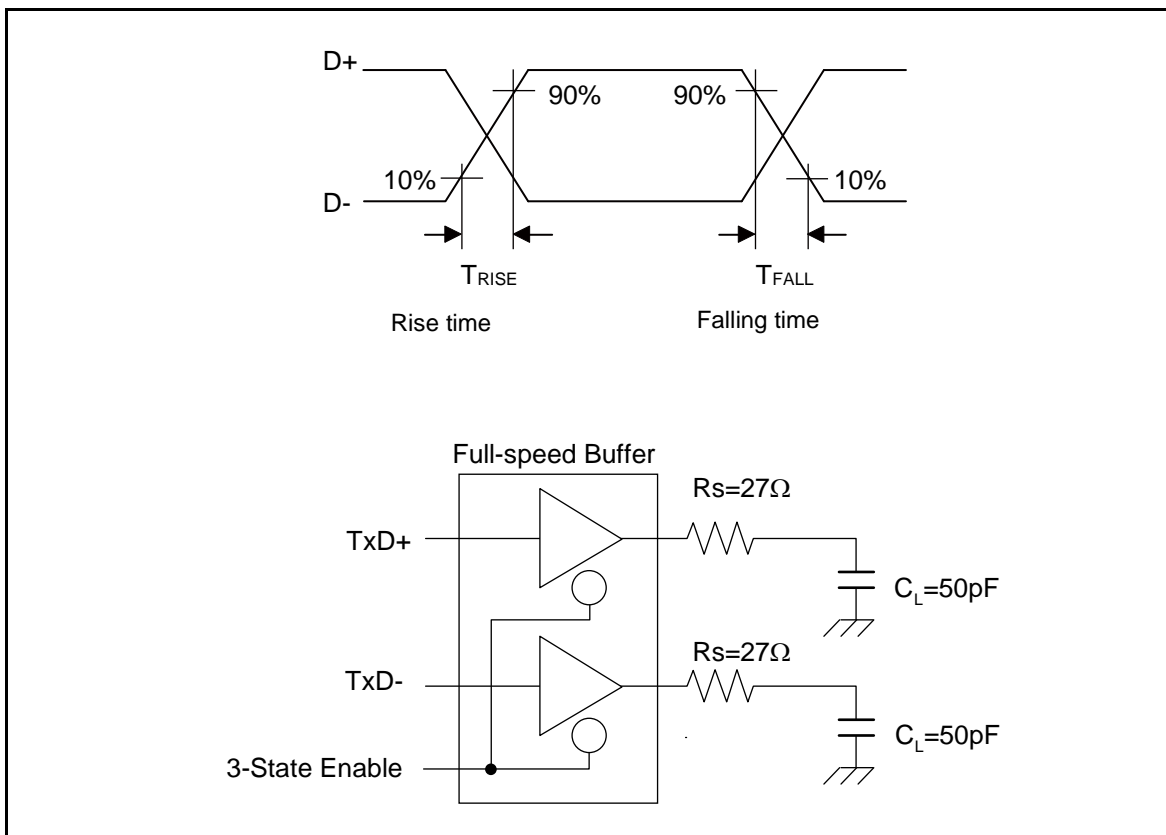 D+
90% 90%
10% 10%
D-
TRISE TFALL
Rise time Falling time
Full-speed Buffer
Rs=27Ω
TxD+
CL=50pF
Rs=27Ω
TxD-
CL=50pF
3-State Enable